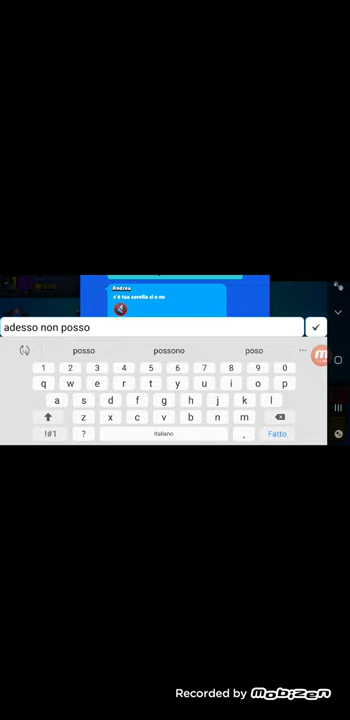 Andrea
c'è tua sorella si o no
adesso non posso
posso possono poso
1 2 3 4 5 6 7 8 9 0
q w e r t y u i o p
a s d f g h j k l
z x c v b n m
!#1 ? Italiano . Fatto
Recorded by Mobizen